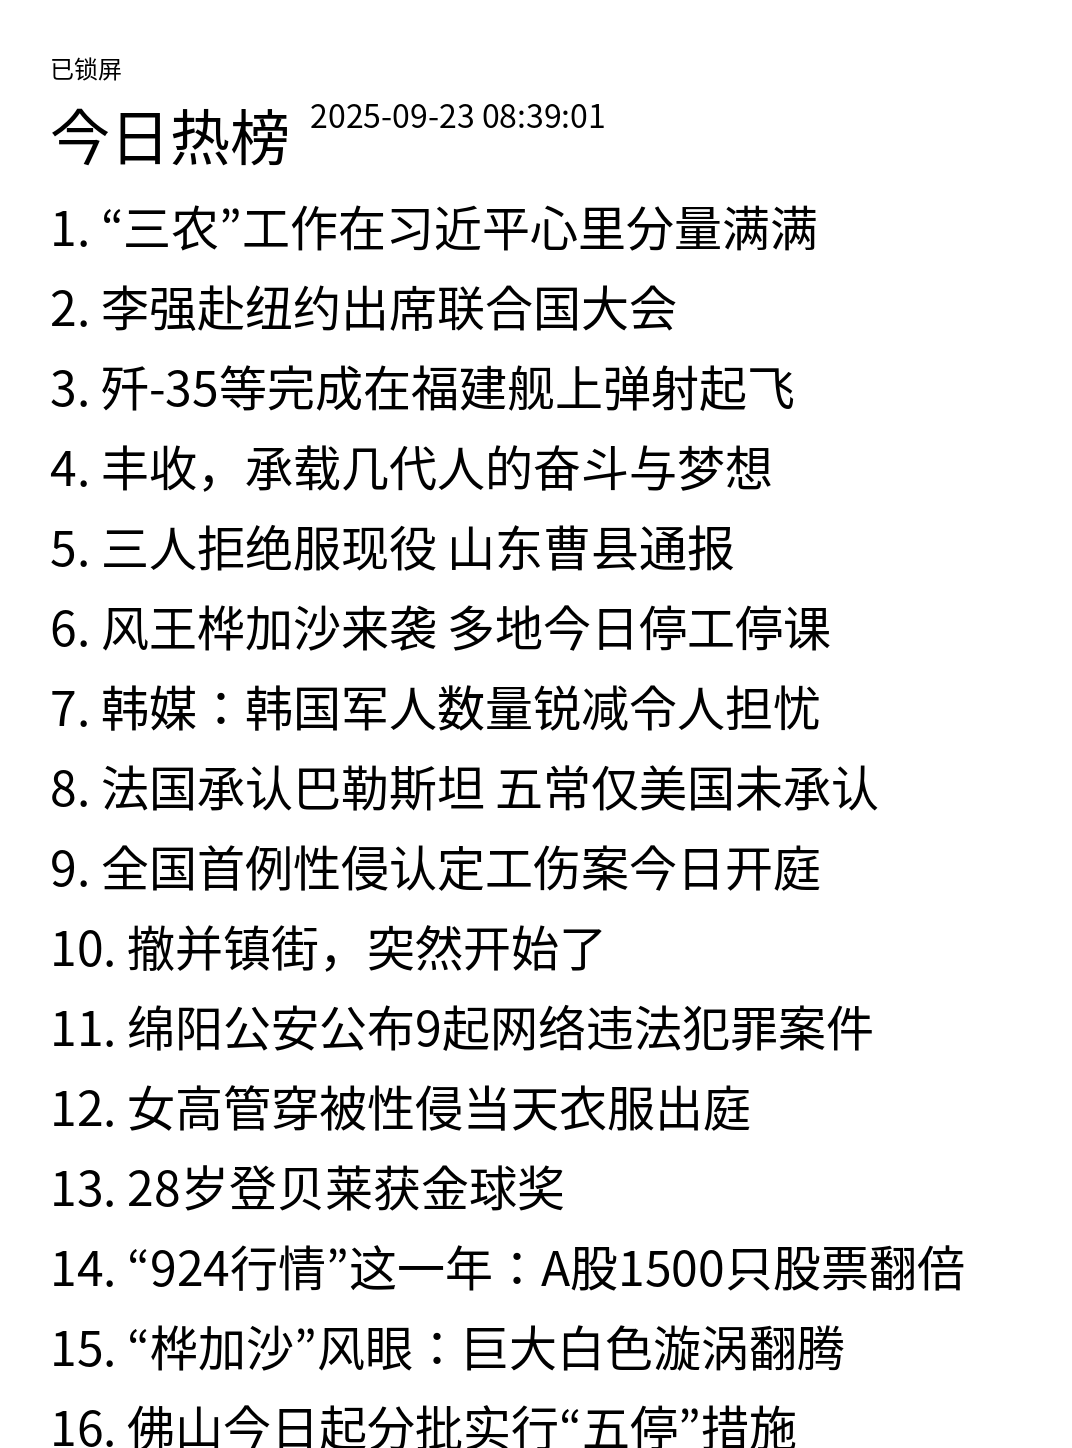 已锁屏
今日热榜 2025-09-23 08:39:01
1. “三农”工作在习近平心里分量满满
2. 李强赴纽约出席联合国大会
3. 歼-35等完成在福建舰上弹射起飞
4. 丰收，承载几代人的奋斗与梦想
5. 三人拒绝服现役 山东曹县通报
6. 风王桦加沙来袭 多地今日停工停课
7. 韩媒：韩国军人数量锐减令人担忧
8. 法国承认巴勒斯坦 五常仅美国未承认
9. 全国首例性侵认定工伤案今日开庭
10. 撤并镇街，突然开始了
11. 绵阳公安公布9起网络违法犯罪案件
12. 女高管穿被性侵当天衣服出庭
13. 28岁登贝莱获金球奖
14. “924行情”这一年：A股1500只股票翻倍
15. “桦加沙”风眼：巨大白色漩涡翻腾
16. 佛山今日起分批实行“五停”措施